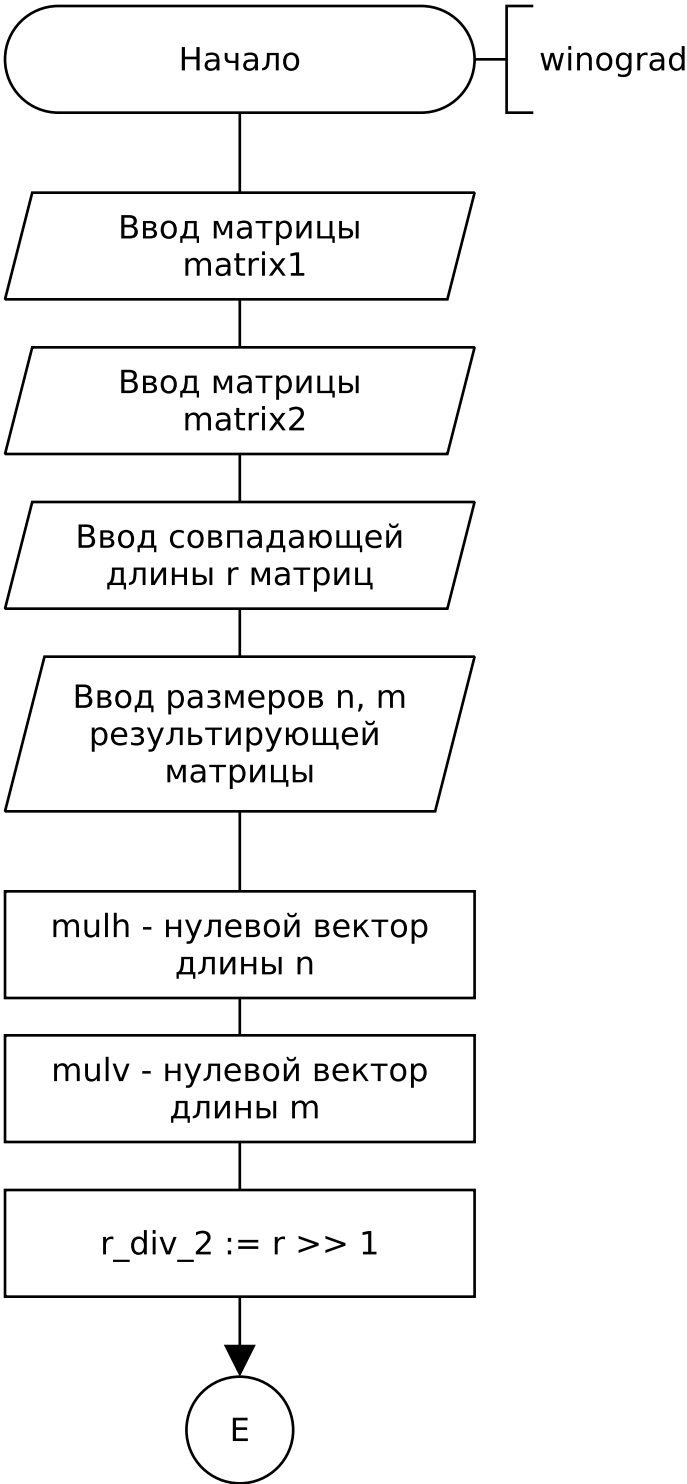 Начало
winograd
Ввод матрицы
matrix1
Ввод матрицы
matrix2
Ввод совпадающей
длины r матриц
Ввод размеров n, m
результирующей
матрицы
mulh - нулевой вектор
длины n
mulv - нулевой вектор
длины m
r_div_2 := r >> 1
E